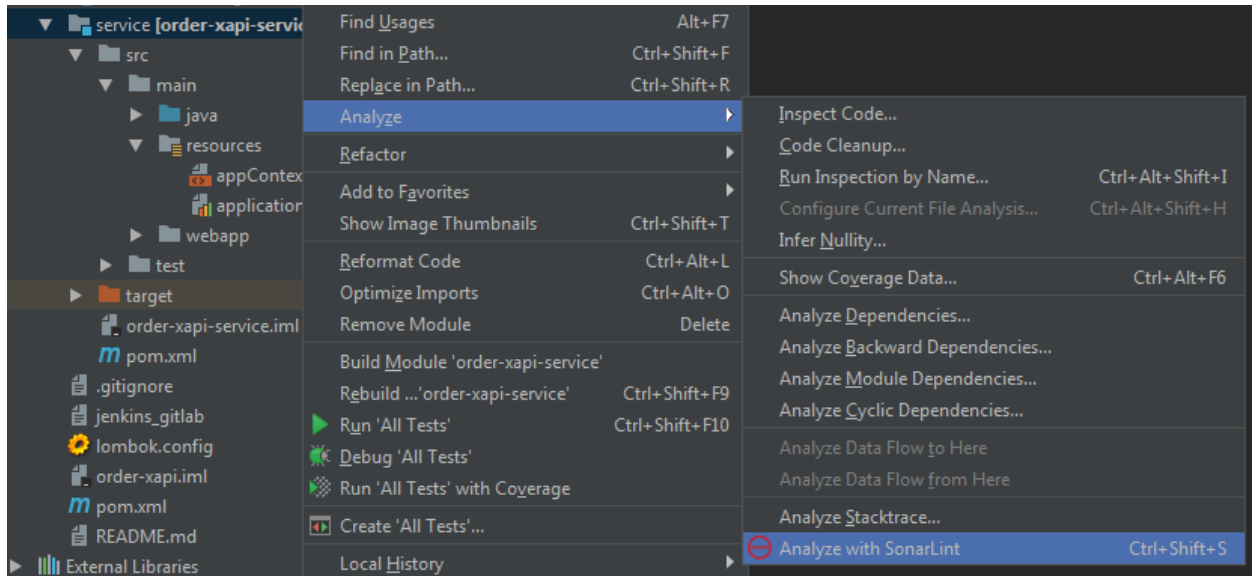 service [order-xapi-servic
src
main
java
resources
appContex
application
webapp
test
target
order-xapi-service.iml
pom.xml
.gitignore
jenkins_gitlab
lombok.config
order-xapi.iml
pom.xml
README.md
External Libraries
Find Usages Alt+F7
Find in Path... Ctrl+Shift+F
Replace in Path... Ctrl+Shift+R
Analyze
Refactor
Add to Favorites
Show Image Thumbnails Ctrl+Shift+T
Reformat Code Ctrl+Alt+L
Optimize Imports Ctrl+Alt+O
Remove Module Delete
Build Module 'order-xapi-service'
Rebuild ...'order-xapi-service' Ctrl+Shift+F9
Run 'All Tests' Ctrl+Shift+F10
Debug 'All Tests'
Run 'All Tests' with Coverage
Create 'All Tests'...
Local History
Inspect Code...
Code Cleanup...
Run Inspection by Name... Ctrl+Alt+Shift+I
Configure Current File Analysis... Ctrl+Alt+Shift+H
Infer Nullity...
Show Coverage Data... Ctrl+Alt+F6
Analyze Dependencies...
Analyze Backward Dependencies...
Analyze Module Dependencies...
Analyze Cyclic Dependencies...
Analyze Data Flow to Here
Analyze Data Flow from Here
Analyze Stacktrace...
Analyze with SonarLint Ctrl+Shift+S